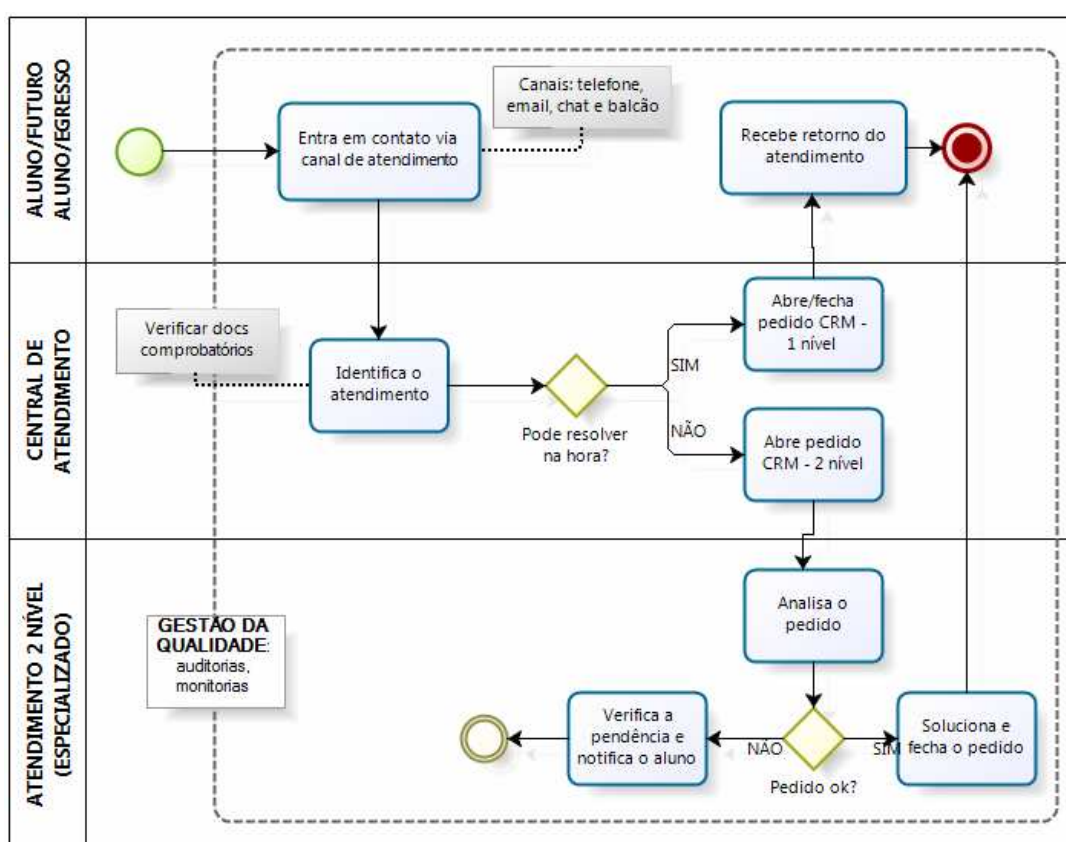 ALUNO/FUTURO
ALUNO/EGRESSO
Entra em contato via
canal de atendimento
Canais: telefone,
email, chat e balcão
Recebe retorno do
atendimento
CENTRAL DE
ATENDIMENTO
Verificar docs
comprobatórios
Identifica o
atendimento
Pode resolver
na hora?
SIM
NÃO
Abre/fecha
pedido CRM -
1 nível
Abre pedido
CRM - 2 nível
ATENDIMENTO 2 NÍVEL
(ESPECIALIZADO)
GESTÃO DA
QUALIDADE:
auditorias,
monitorias
Analisa o
pedido
Verifica a
pendência e
notifica o aluno
NÃO
SIM
Pedido ok?
Soluciona e
fecha o pedido